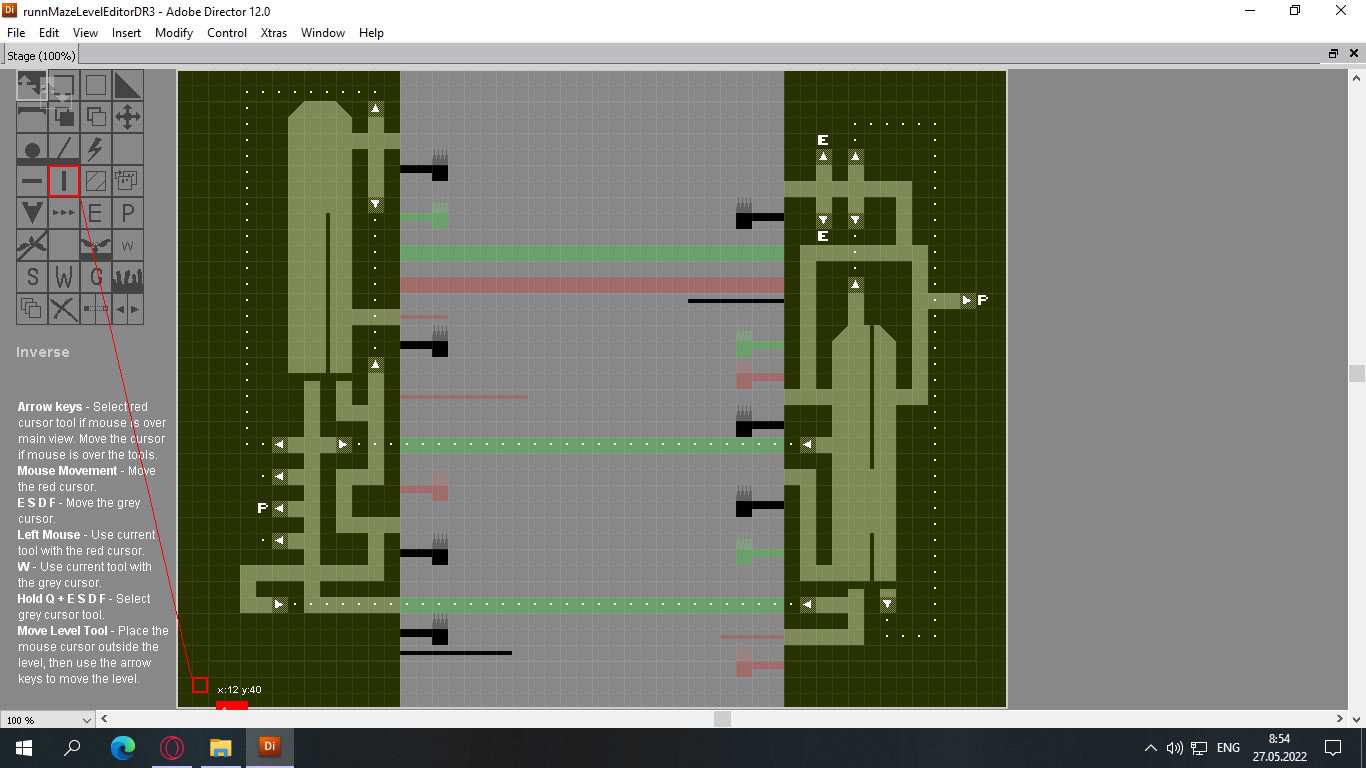 runnMazeLevelEditorDR3 - Adobe Director 12.0
File Edit View Insert Modify Control Xtras Window Help
Stage (100%)
E P
W
S W G
Inverse
Arrow keys - Select red
cursor tool if mouse is over
main view. Move the cursor
if mouse is over the tools.
Mouse Movement - Move
the red cursor.
E S D F - Move the grey
cursor.
Left Mouse - Use current
tool with the red cursor.
W - Use current tool with
the grey cursor.
Hold Q + E S D F - Select
grey cursor tool.
Move Level Tool - Place the
mouse cursor outside the
level, then use the arrow
keys to move the level.
E
E
P
P
x:12 y:40
100 %
Di
ENG
8:54
27.05.2022